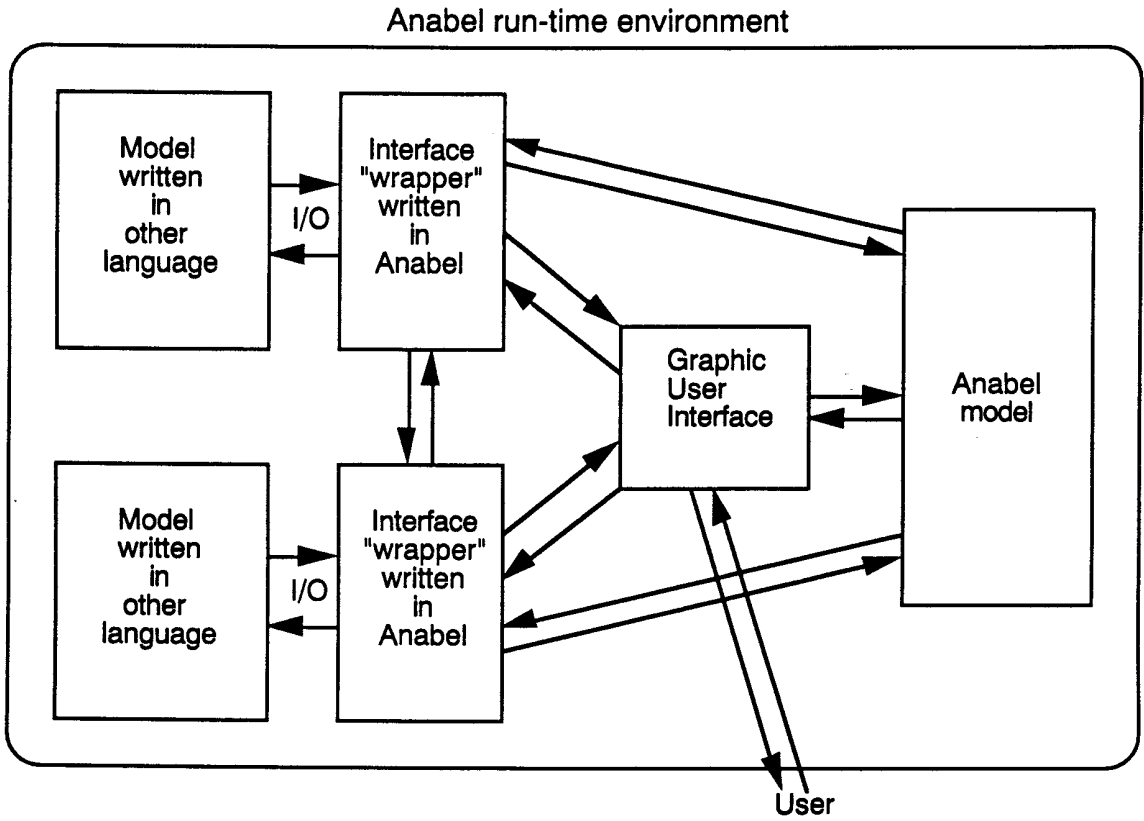 Anabel run-time environment
Model
written
in
other
language
I/O
Interface
"wrapper"
written
in
Anabel
Graphic
User
Interface
Anabel
model
Model
written
in
other
language
I/O
Interface
"wrapper"
written
in
Anabel
User